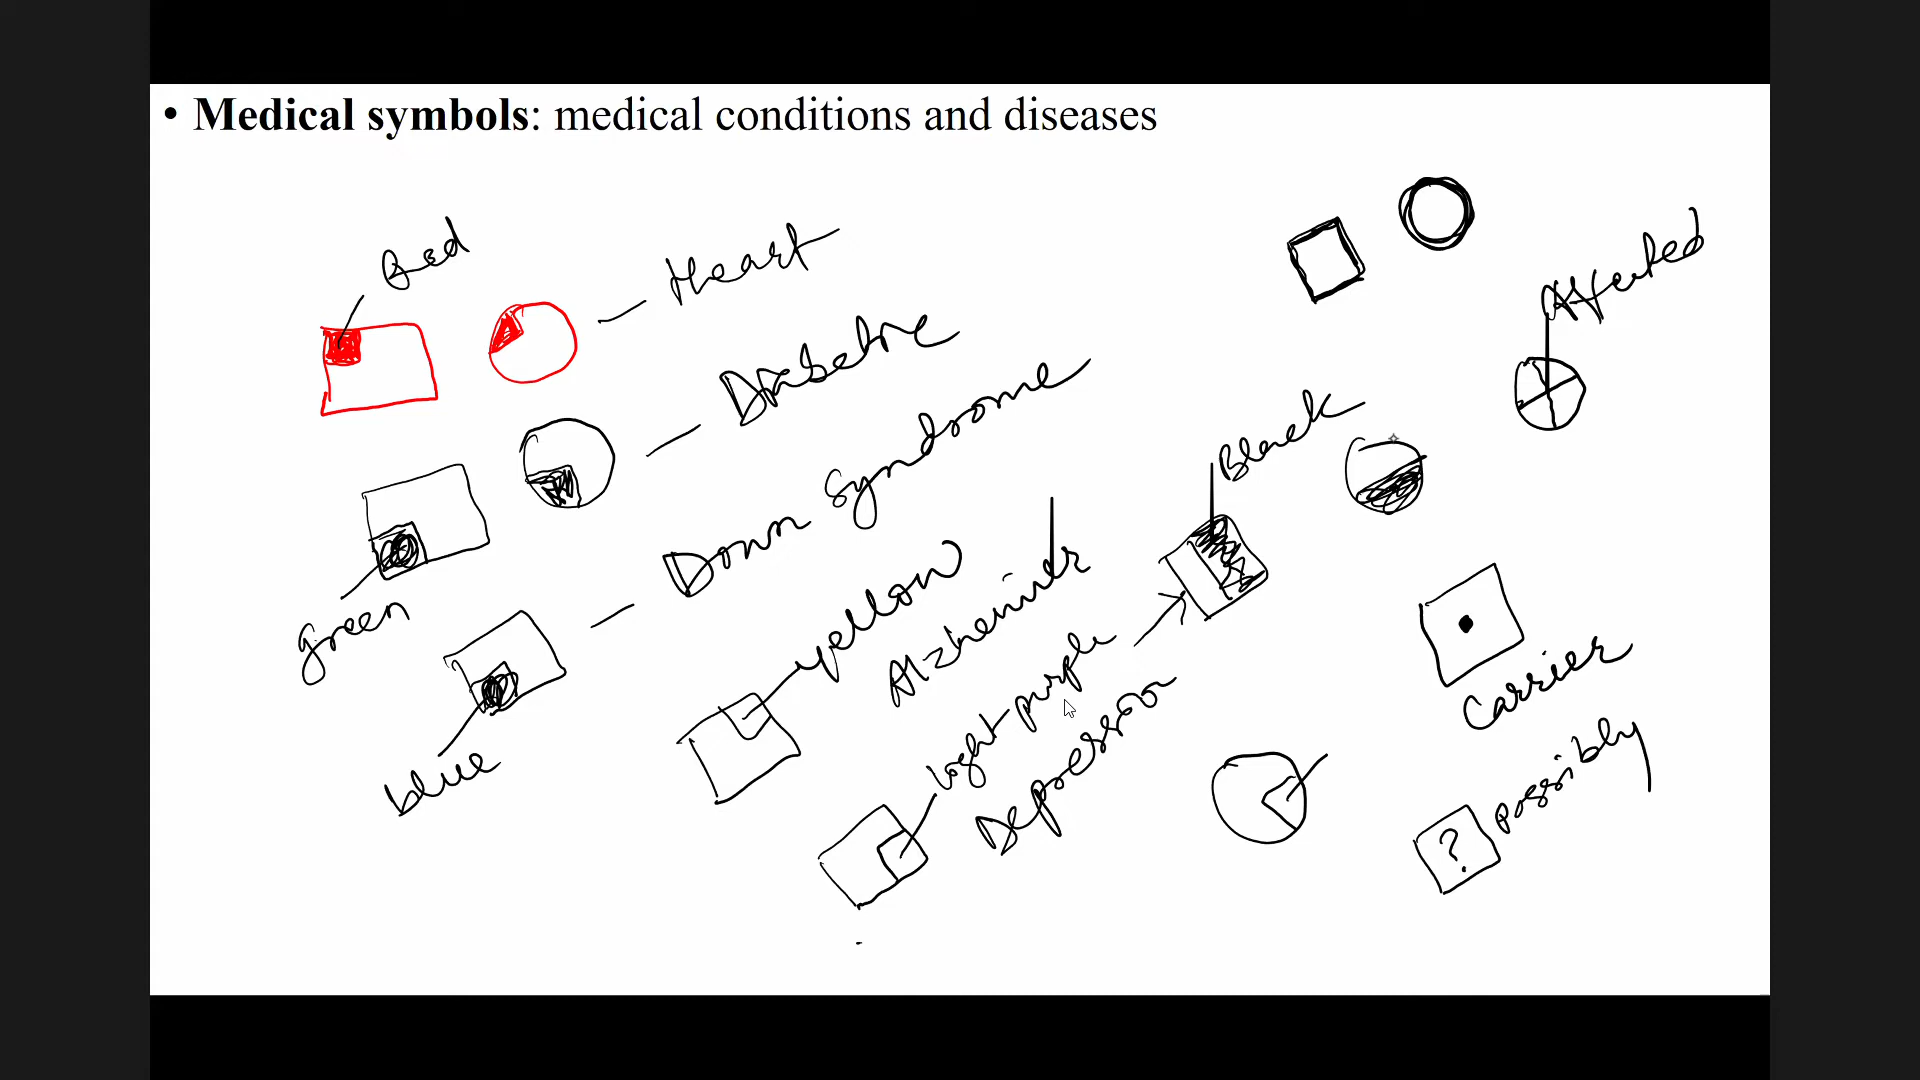 • Medical symbols: medical conditions and diseases
Red
Heart
Affected
Diabetic
Down Syndrome
Black
green
yellow
Alzheimer
blue
light purple
Depression
Carrier
? possibly